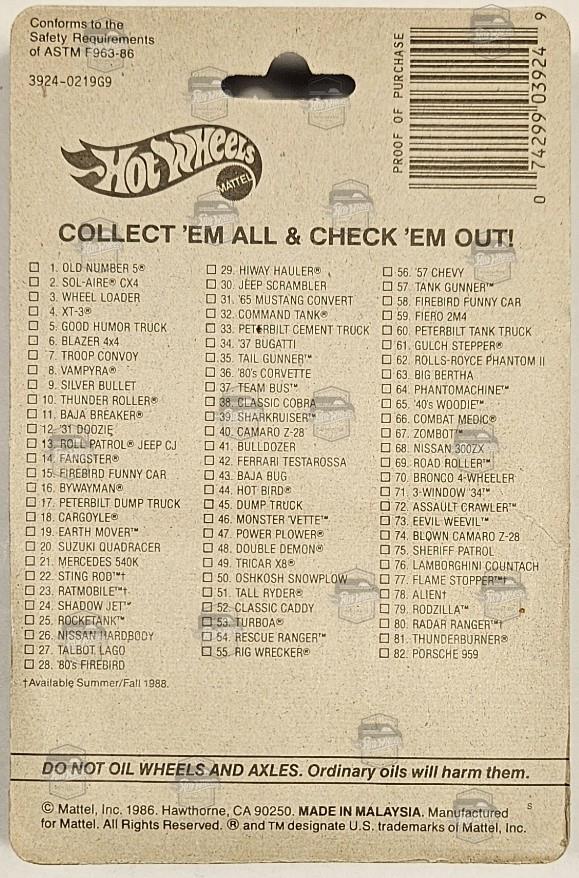 Conforms to the
Safety Requirements
of ASTM F963-86
3924-0219G9
PROOF OF PURCHASE
0 74299 03924 9
HOT WHEELS
MATTEL
COLLECT 'EM ALL & CHECK 'EM OUT!
1. OLD NUMBER 5®
2. SOL-AIRE® CX4
3. WHEEL LOADER
4. XT-3®
5. GOOD HUMOR TRUCK
6. BLAZER 4x4
7. TROOP CONVOY
8. VAMPYRA®
9. SILVER BULLET
10. THUNDER ROLLER®
11. BAJA BREAKER®
12. '31 DOOZIE
13. ROLL PATROL® JEEP CJ
14. FANGSTER®
15. FIREBIRD FUNNY CAR
16. BYWAYMAN®
17. PETERBILT DUMP TRUCK
18. CARGOYLE®
19. EARTH MOVER™
20. SUZUKI QUADRACER
21. MERCEDES 540K
22. STING ROD™†
23. RATMOBILE™†
24. SHADOW JET™
25. ROCKETANK™
26. NISSAN HARDBODY
27. TALBOT LAGO
28. '80's FIREBIRD
†Available Summer/Fall 1988.
29. HIWAY HAULER®
30. JEEP SCRAMBLER
31. '65 MUSTANG CONVERT
32. COMMAND TANK®
33. PETERBILT CEMENT TRUCK
34. '37 BUGATTI
35. TAIL GUNNER™
36. '80's CORVETTE
37. TEAM BUS™
38. CLASSIC COBRA
39. SHARKRUISER™
40. CAMARO Z-28
41. BULLDOZER
42. FERRARI TESTAROSSA
43. BAJA BUG
44. HOT BIRD®
45. DUMP TRUCK
46. MONSTER 'VETTE™
47. POWER PLOWER®
48. DOUBLE DEMON®
49. TRICAR X8®
50. OSHKOSH SNOWPLOW
51. TALL RYDER®
52. CLASSIC CADDY
53. TURBOA®
54. RESCUE RANGER™
55. RIG WRECKER®
56. '57 CHEVY
57. TANK GUNNER™
58. FIREBIRD FUNNY CAR
59. FIERO 2M4
60. PETERBILT TANK TRUCK
61. GULCH STEPPER®
62. ROLLS-ROYCE PHANTOM II
63. BIG BERTHA
64. PHANTOMACHINE™
65. '40's WOODIE™
66. COMBAT MEDIC®
67. ZOMBOT™
68. NISSAN 300ZX
69. ROAD ROLLER™
70. BRONCO 4-WHEELER
71. 3-WINDOW '34™
72. ASSAULT CRAWLER™
73. EEVIL WEEVIL™
74. BLOWN CAMARO Z-28
75. SHERIFF PATROL
76. LAMBORGHINI COUNTACH
77. FLAME STOPPER™†
78. ALIEN†
79. RODZILLA™
80. RADAR RANGER™†
81. THUNDERBURNER®
82. PORSCHE 959
DO NOT OIL WHEELS AND AXLES. Ordinary oils will harm them.
© Mattel, Inc. 1986. Hawthorne, CA 90250. MADE IN MALAYSIA. Manufactured
for Mattel. All Rights Reserved. ® and TM designate U.S. trademarks of Mattel, Inc.
S